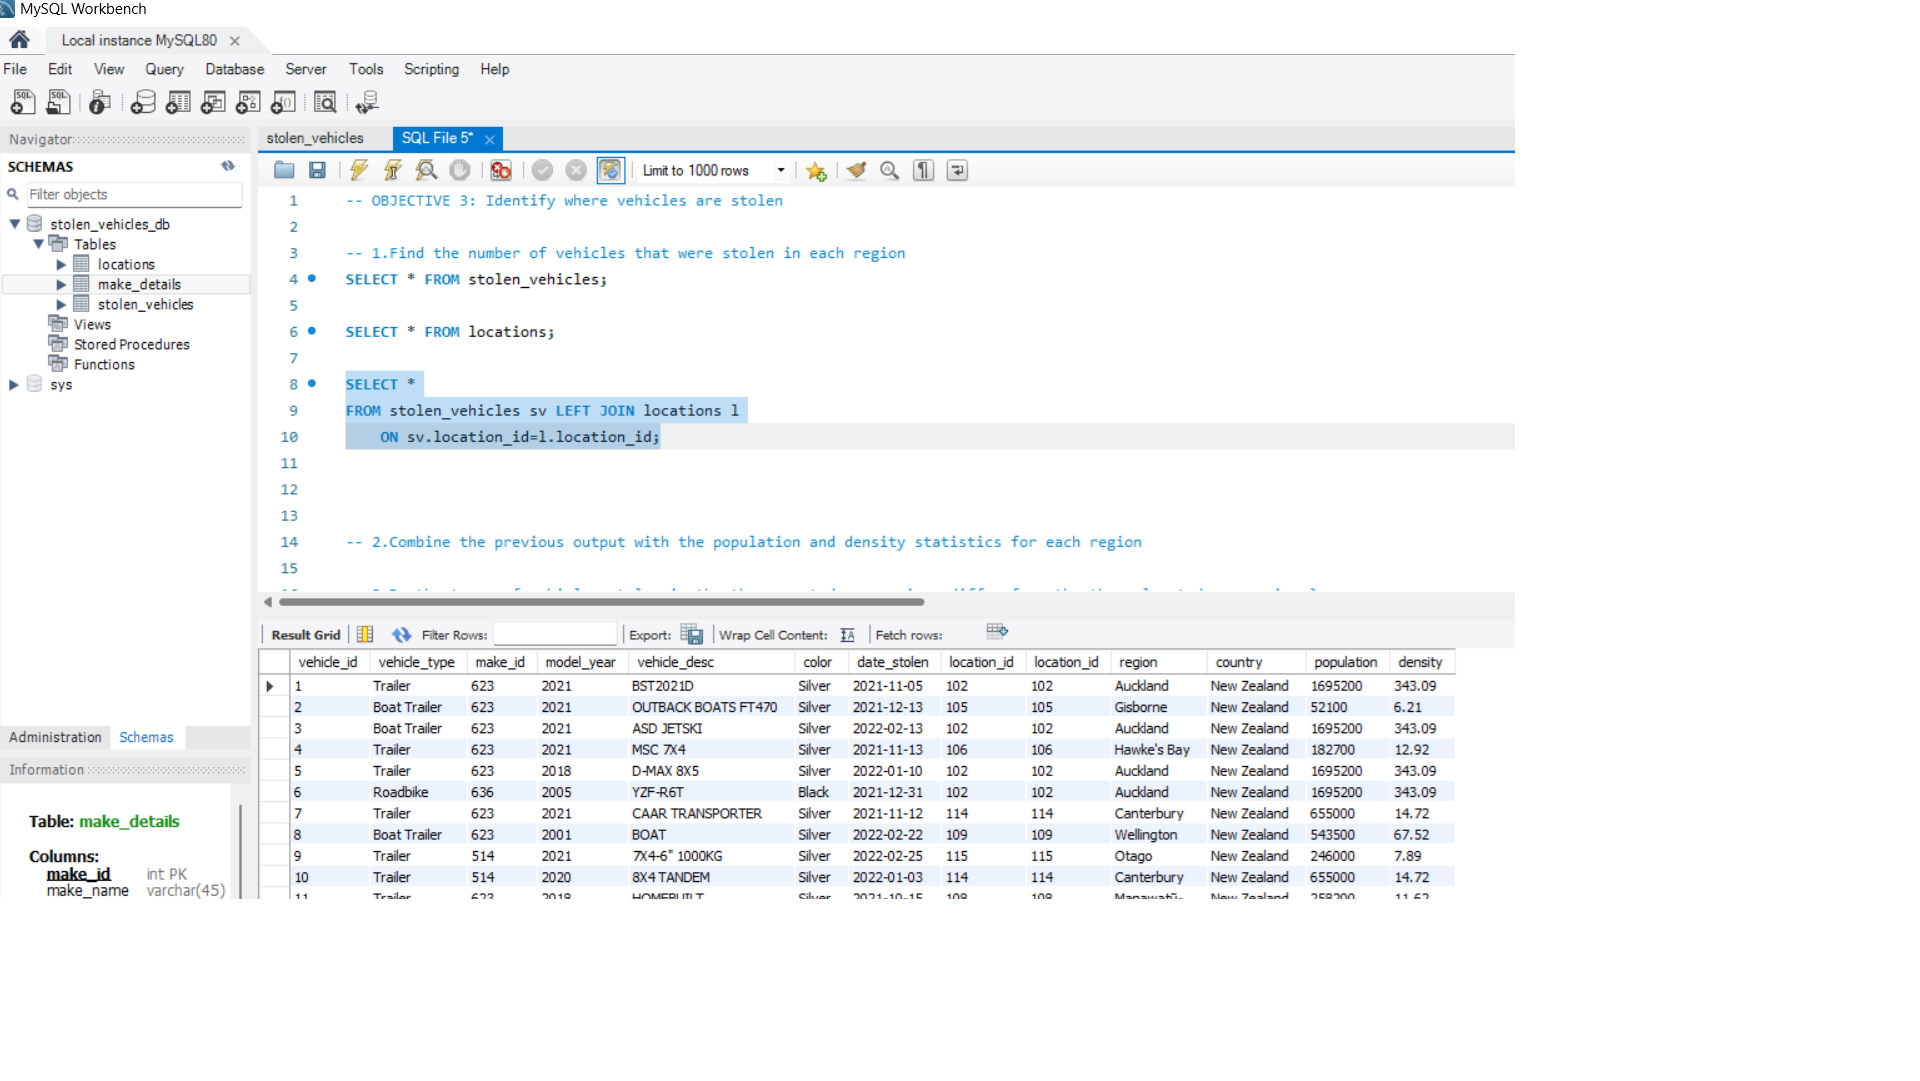 MySQL Workbench
Local instance MySQL80
File Edit View Query Database Server Tools Scripting Help
Navigator
SCHEMAS
Filter objects
stolen_vehicles_db
Tables
locations
make_details
stolen_vehicles
Views
Stored Procedures
Functions
sys
Administration Schemas
Information
Table: make_details
Columns:
make_id int PK
make_name varchar(45)
stolen_vehicles SQL File 5*
Limit to 1000 rows
1 -- OBJECTIVE 3: Identify where vehicles are stolen
2
3 -- 1.Find the number of vehicles that were stolen in each region
4 SELECT * FROM stolen_vehicles;
5
6 SELECT * FROM locations;
7
8 SELECT *
9 FROM stolen_vehicles sv LEFT JOIN locations l
10 ON sv.location_id=l.location_id;
11
12
13
14 -- 2.Combine the previous output with the population and density statistics for each region
15
Result Grid Filter Rows: Export: Wrap Cell Content: Fetch rows:
vehicle_id vehicle_type make_id model_year vehicle_desc color date_stolen location_id location_id region country population density
1 Trailer 623 2021 BST2021D Silver 2021-11-05 102 102 Auckland New Zealand 1695200 343.09
2 Boat Trailer 623 2021 OUTBACK BOATS FT470 Silver 2021-12-13 105 105 Gisborne New Zealand 52100 6.21
3 Boat Trailer 623 2021 ASD JETSKI Silver 2022-02-13 102 102 Auckland New Zealand 1695200 343.09
4 Trailer 623 2021 MSC 7X4 Silver 2021-11-13 106 106 Hawke's Bay New Zealand 182700 12.92
5 Trailer 623 2018 D-MAX 8X5 Silver 2022-01-10 102 102 Auckland New Zealand 1695200 343.09
6 Roadbike 636 2005 YZF-R6T Black 2021-12-31 102 102 Auckland New Zealand 1695200 343.09
7 Trailer 623 2021 CAAR TRANSPORTER Silver 2021-11-12 114 114 Canterbury New Zealand 655000 14.72
8 Boat Trailer 623 2001 BOAT Silver 2022-02-22 109 109 Wellington New Zealand 543500 67.52
9 Trailer 514 2021 7X4-6" 1000KG Silver 2022-02-25 115 115 Otago New Zealand 246000 7.89
10 Trailer 514 2020 8X4 TANDEM Silver 2022-01-03 114 114 Canterbury New Zealand 655000 14.72
11 Trailer 623 2018 HOMEBUILT Silver 2021-10-15 108 108 Manawatū- New Zealand 258200 11.62